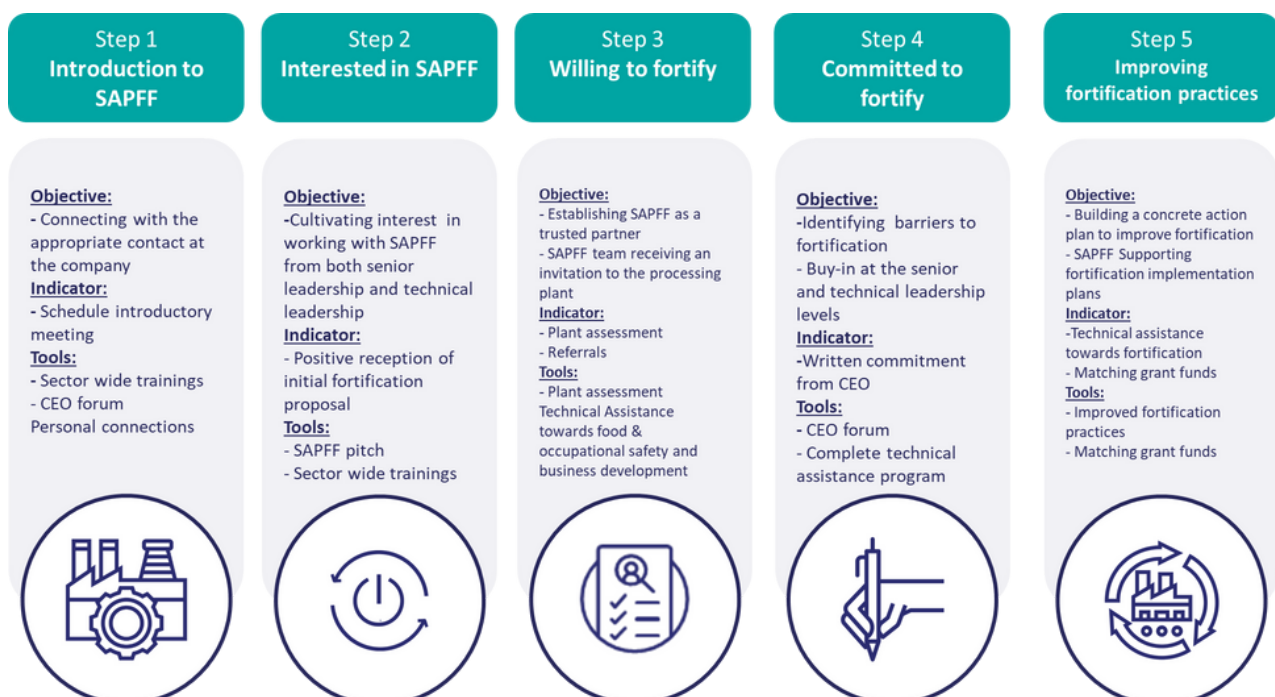 Step 1
Introduction to
SAPFF
Objective:
- Connecting with the
appropriate contact at
the company
Indicator:
- Schedule introductory
meeting
Tools:
- Sector wide trainings
- CEO forum
Personal connections
Step 2
Interested in SAPFF
Objective:
-Cultivating interest in
working with SAPFF
from both senior
leadership and technical
leadership
Indicator:
- Positive reception of
initial fortification
proposal
Tools:
- SAPFF pitch
- Sector wide trainings
Step 3
Willing to fortify
Objective:
- Establishing SAPFF as a
trusted partner
- SAPFF team receiving an
invitation to the processing
plant
Indicator:
- Plant assessment
- Referrals
Tools:
- Plant assessment
Technical Assistance
towards food &
occupational safety and
business development
Step 4
Committed to
fortify
Objective:
-Identifying barriers to
fortification
- Buy-in at the senior
and technical leadership
levels
Indicator:
-Written commitment
from CEO
Tools:
- CEO forum
- Complete technical
assistance program
Step 5
Improving
fortification practices
Objective:
- Building a concrete action
plan to improve fortification
- SAPFF Supporting
fortification implementation
plans
Indicator:
-Technical assistance
towards fortification
- Matching grant funds
Tools:
- Improved fortification
practices
- Matching grant funds